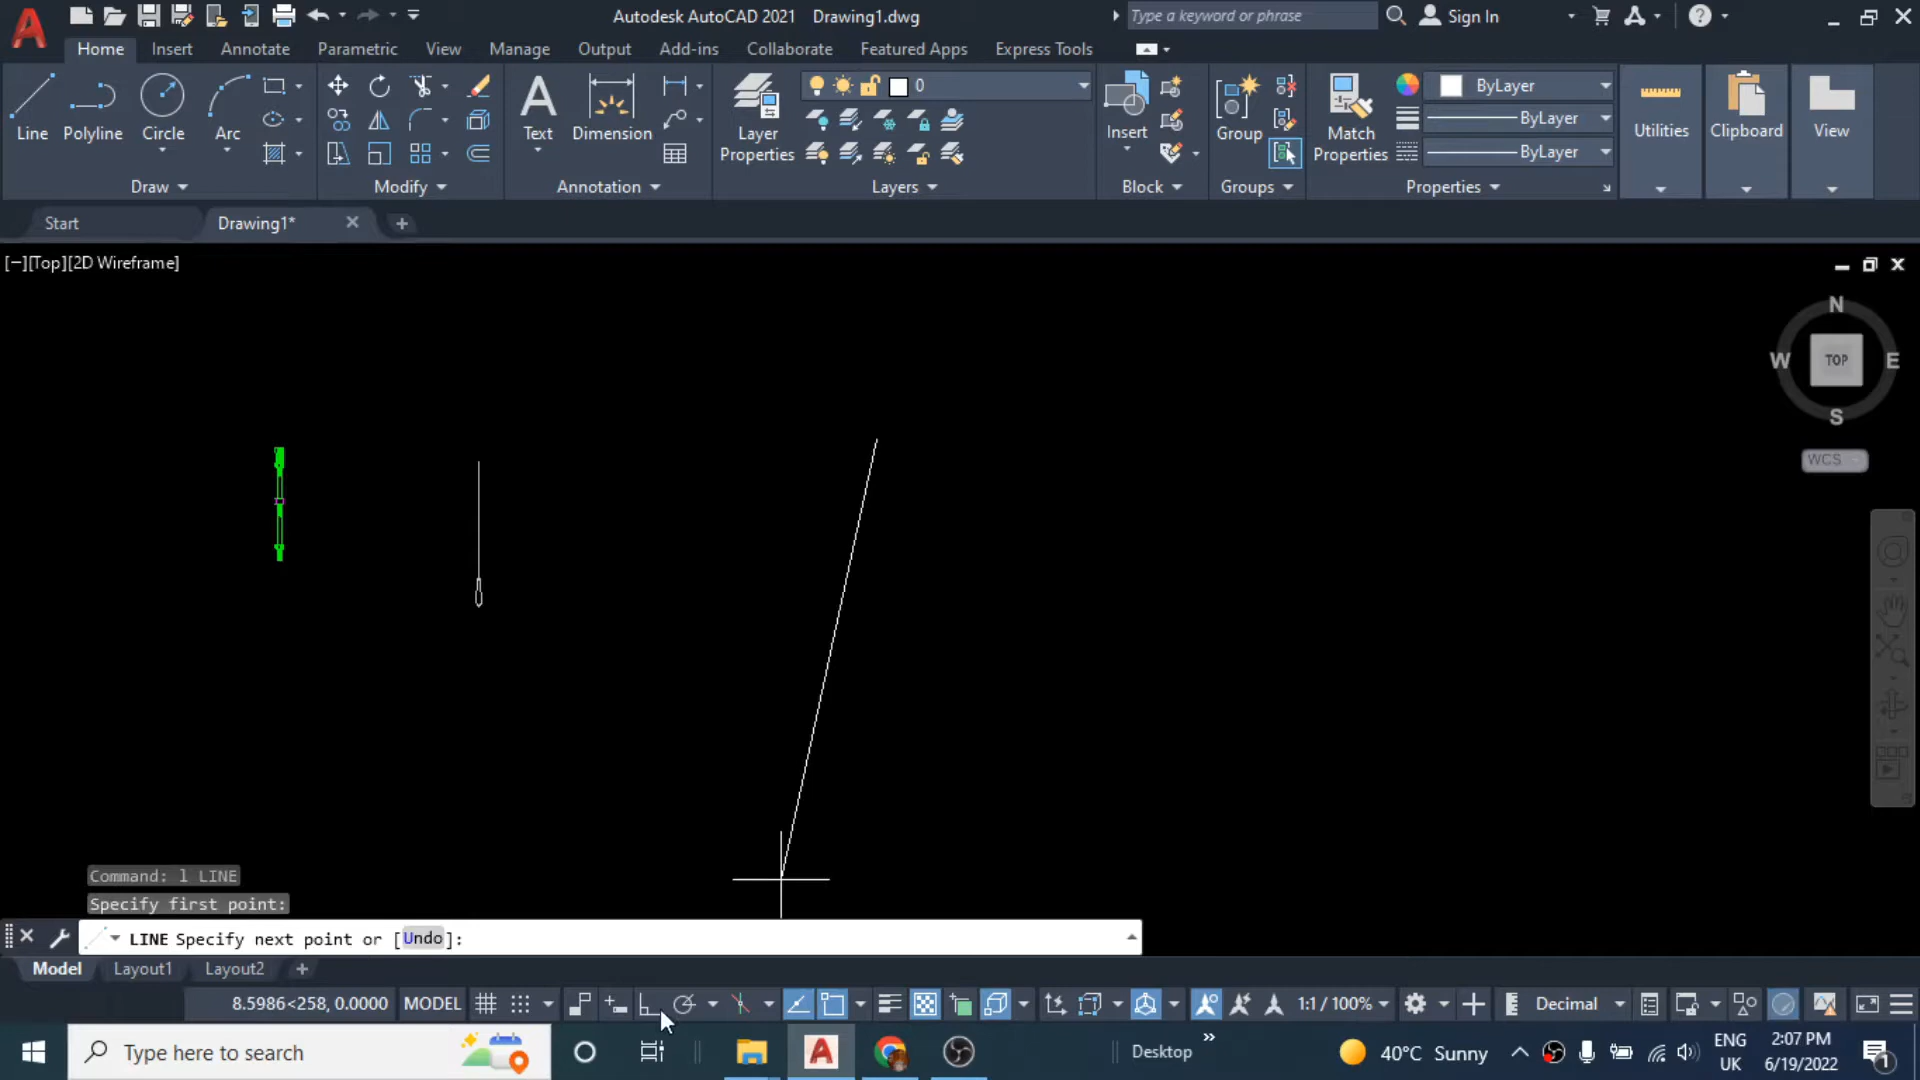 Autodesk AutoCAD 2021 Drawing1.dwg
Type a keyword or phrase
Sign In
Home Insert Annotate Parametric View Manage Output Add-ins Collaborate Featured Apps Express Tools
Line Polyline Circle Arc
Text Dimension
Layer Properties
0
Insert
Group
Match Properties
ByLayer
ByLayer
ByLayer
Utilities
Clipboard
View
Draw Modify Annotation Layers Block Groups Properties
Start Drawing1*
[−][Top][2D Wireframe]
N
W TOP E
S
WCS
Command: l LINE
Specify first point:
LINE Specify next point or [Undo]:
Model Layout1 Layout2
8.5986<258, 0.0000 MODEL 1:1 / 100% Decimal
Type here to search
Desktop
40°C Sunny
ENG
UK
2:07 PM
6/19/2022
1